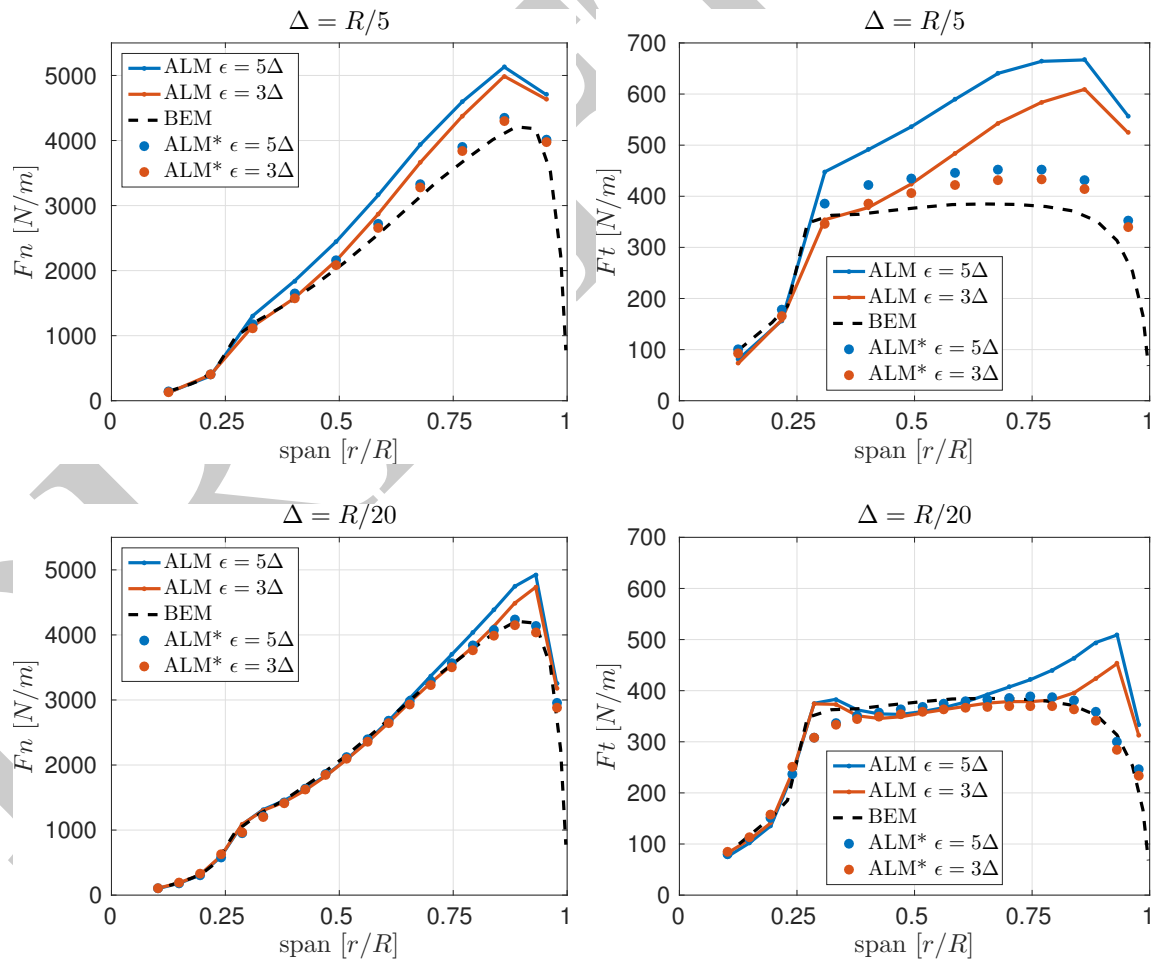 Δ = R/5
Fn [N/m]
5000
4000
3000
2000
1000
0
ALM ϵ = 5Δ
ALM ϵ = 3Δ
BEM
ALM* ϵ = 5Δ
ALM* ϵ = 3Δ
0 0.25 0.5 0.75 1
span [r/R]
Δ = R/5
Ft [N/m]
700
600
500
400
300
200
100
0
ALM ϵ = 5Δ
ALM ϵ = 3Δ
BEM
ALM* ϵ = 5Δ
ALM* ϵ = 3Δ
0 0.25 0.5 0.75 1
span [r/R]
Δ = R/20
Fn [N/m]
5000
4000
3000
2000
1000
0
ALM ϵ = 5Δ
ALM ϵ = 3Δ
BEM
ALM* ϵ = 5Δ
ALM* ϵ = 3Δ
0 0.25 0.5 0.75 1
span [r/R]
Δ = R/20
Ft [N/m]
700
600
500
400
300
200
100
0
ALM ϵ = 5Δ
ALM ϵ = 3Δ
BEM
ALM* ϵ = 5Δ
ALM* ϵ = 3Δ
0 0.25 0.5 0.75 1
span [r/R]